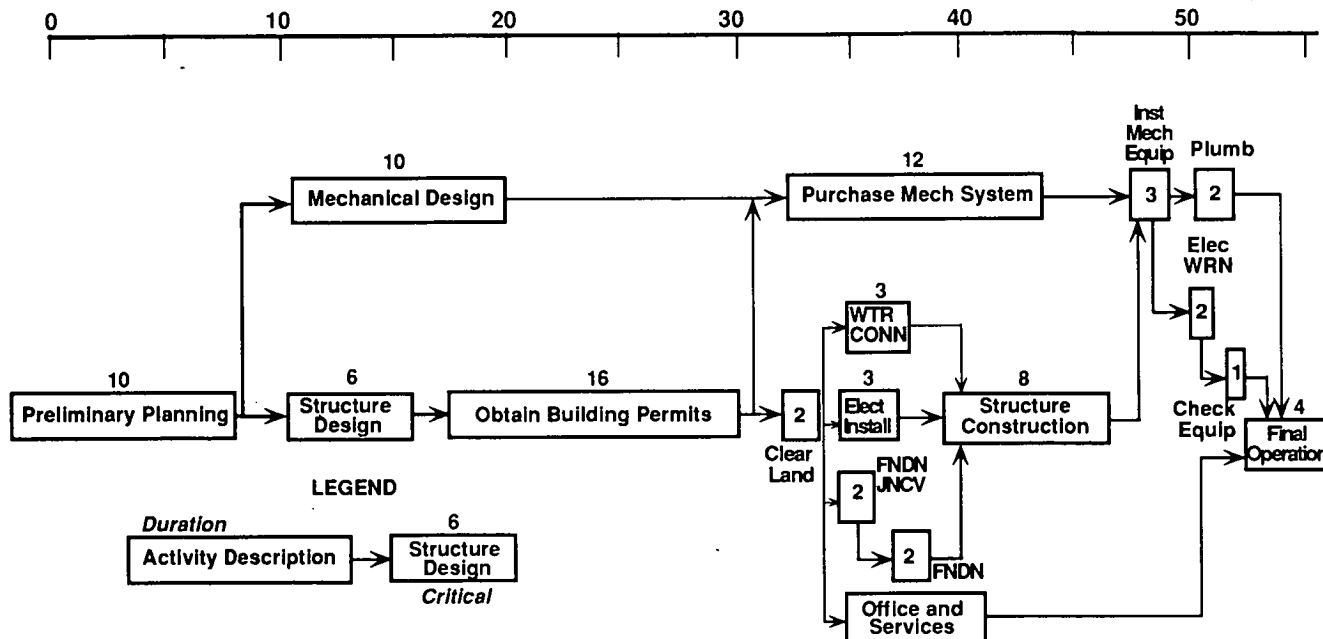 0 10 20 30 40 50
Inst
Mech
Equip
Plumb
10
Mechanical Design
12
Purchase Mech System
3
2
Elec
WRN
2
3
WTR
CONN
1
Check
Equip
10
Preliminary Planning
6
Structure
Design
16
Obtain Building Permits
2
Clear
Land
3
Elect
Install
8
Structure
Construction
4
Final
Operation
FNDN
JNCV
2
2
FNDN
Office and
Services
LEGEND
Duration
Activity Description
6
Structure
Design
Critical